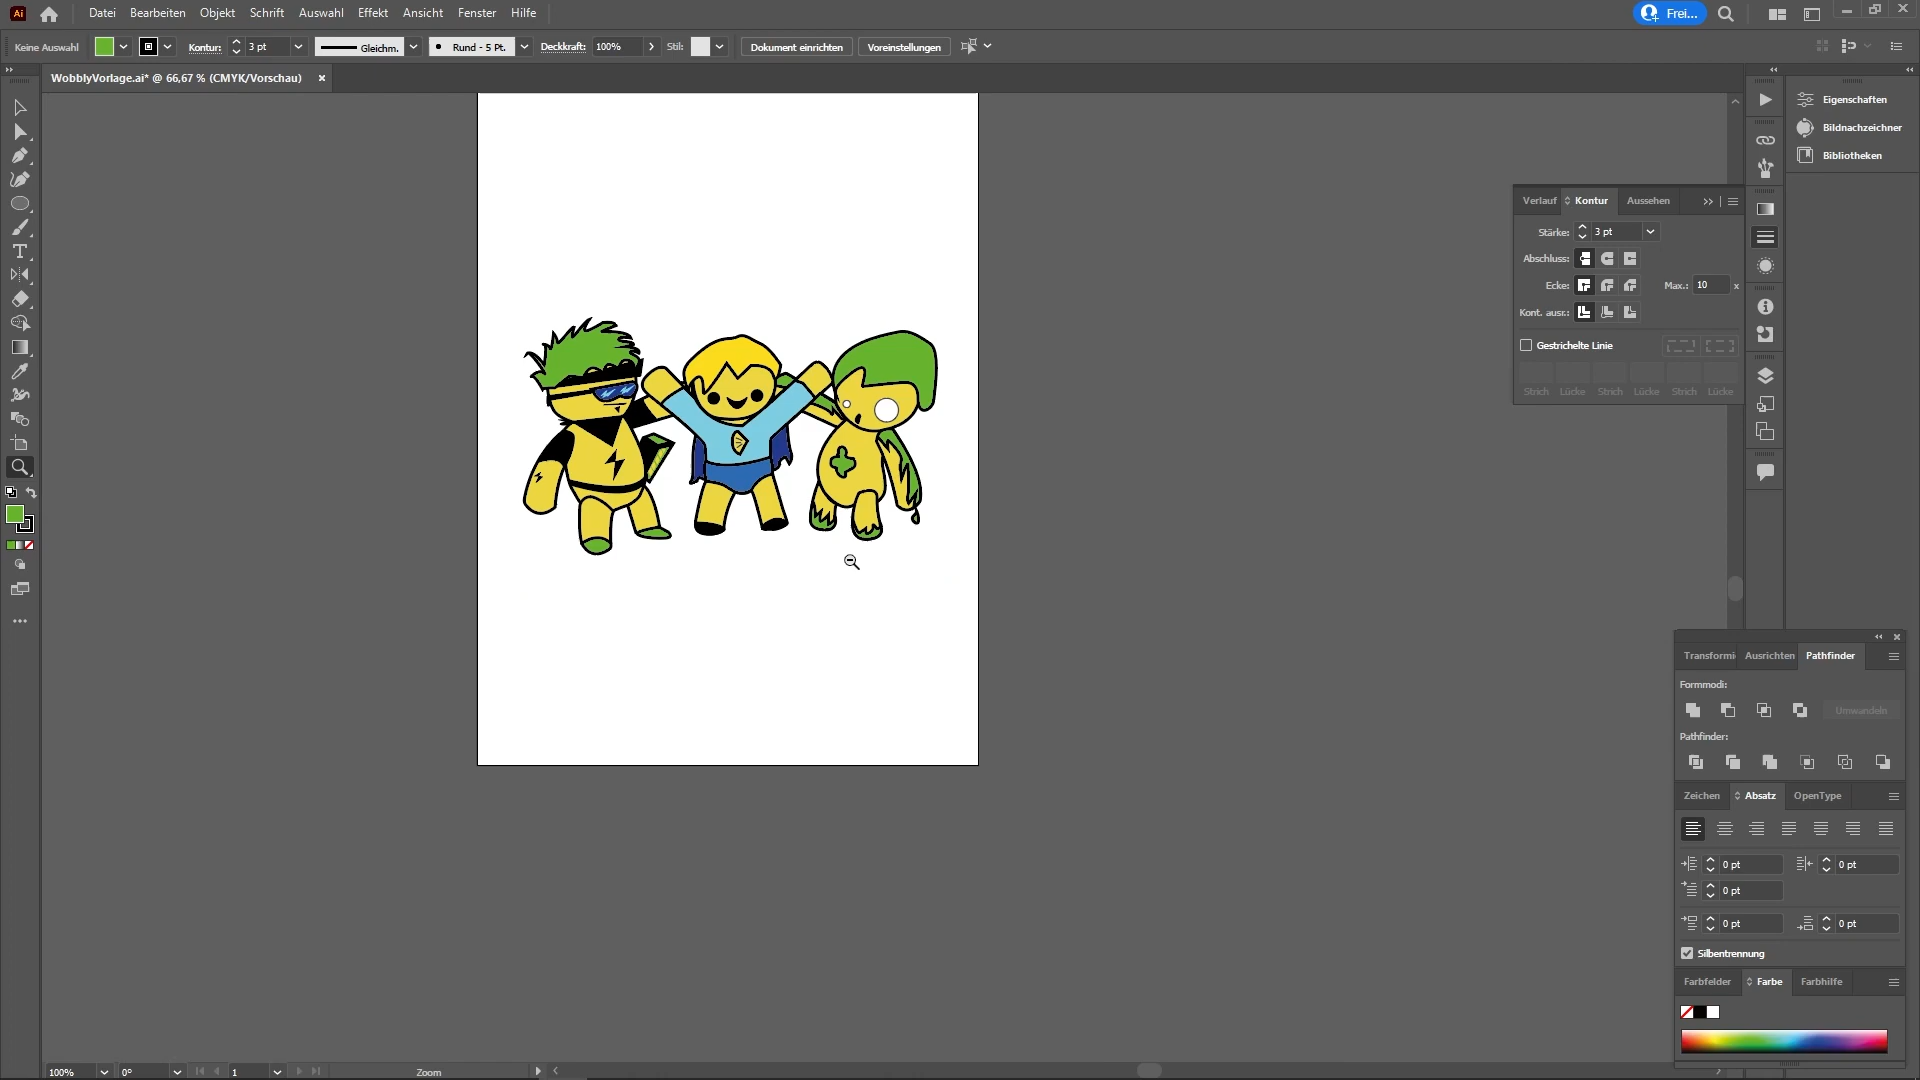 Ai
Datei Bearbeiten Objekt Schrift Auswahl Effekt Ansicht Fenster Hilfe
Frei...
Keine Auswahl Kontur: 3 pt Gleichm. Rund - 5 Pt. Deckkraft: 100% Stil: Dokument einrichten Voreinstellungen
WobblyVorlage.ai* @ 66,67 % (CMYK/Vorschau)
Eigenschaften
Bildnachzeichner
Bibliotheken
Verlauf Kontur Aussehen
Stärke: 3 pt
Abschluss:
Ecke: Max.: 10 x
Kont. ausr.:
Gestrichelte Linie
Strich Lücke Strich Lücke Strich Lücke
Transformi Ausrichten Pathfinder
Formmodi:
Umwandeln
Pathfinder:
Zeichen Absatz OpenType
0 pt 0 pt
0 pt
0 pt 0 pt
Silbentrennung
Farbfelder Farbe Farbhilfe
100% 0° 1 Zoom